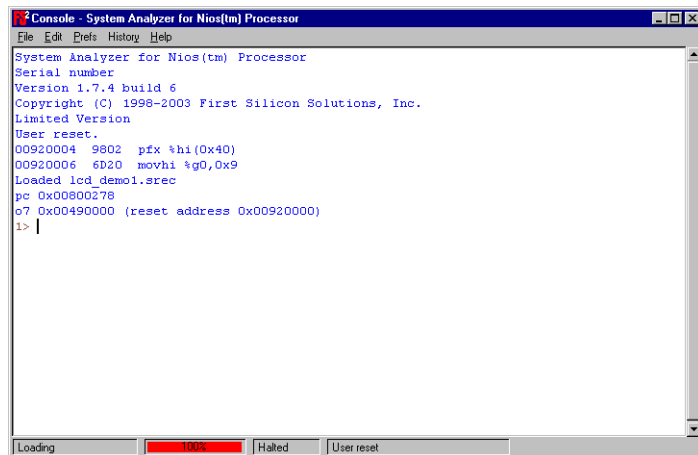 Console - System Analyzer for Nios(tm) Processor
File Edit Prefs History Help
System Analyzer for Nios(tm) Processor
Serial number
Version 1.7.4 build 6
Copyright (C) 1998-2003 First Silicon Solutions, Inc.
Limited Version
User reset.
00920004 9802 pfx %hi(0x40)
00920006 6D20 movhi %g0,0x9
Loaded lcd_demo1.srec
pc 0x00800278
o7 0x00490000 (reset address 0x00920000)
1>
Loading 100% Halted User reset